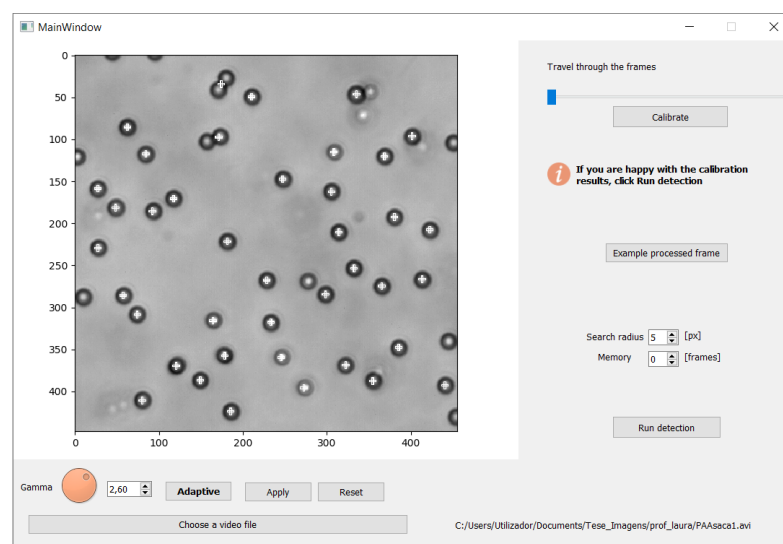 MainWindow
0
50
100
150
200
250
300
350
400
0
100
200
300
400
Travel through the frames
Calibrate
i
If you are happy with the calibration
results, click Run detection
Example processed frame
Search radius 5 [px]
Memory 0 [frames]
Run detection
Gamma 2,60 Adaptive Apply Reset
Choose a video file
C:/Users/Utilizador/Documents/Tese_Imagens/prof_laura/PAAsaca1.avi